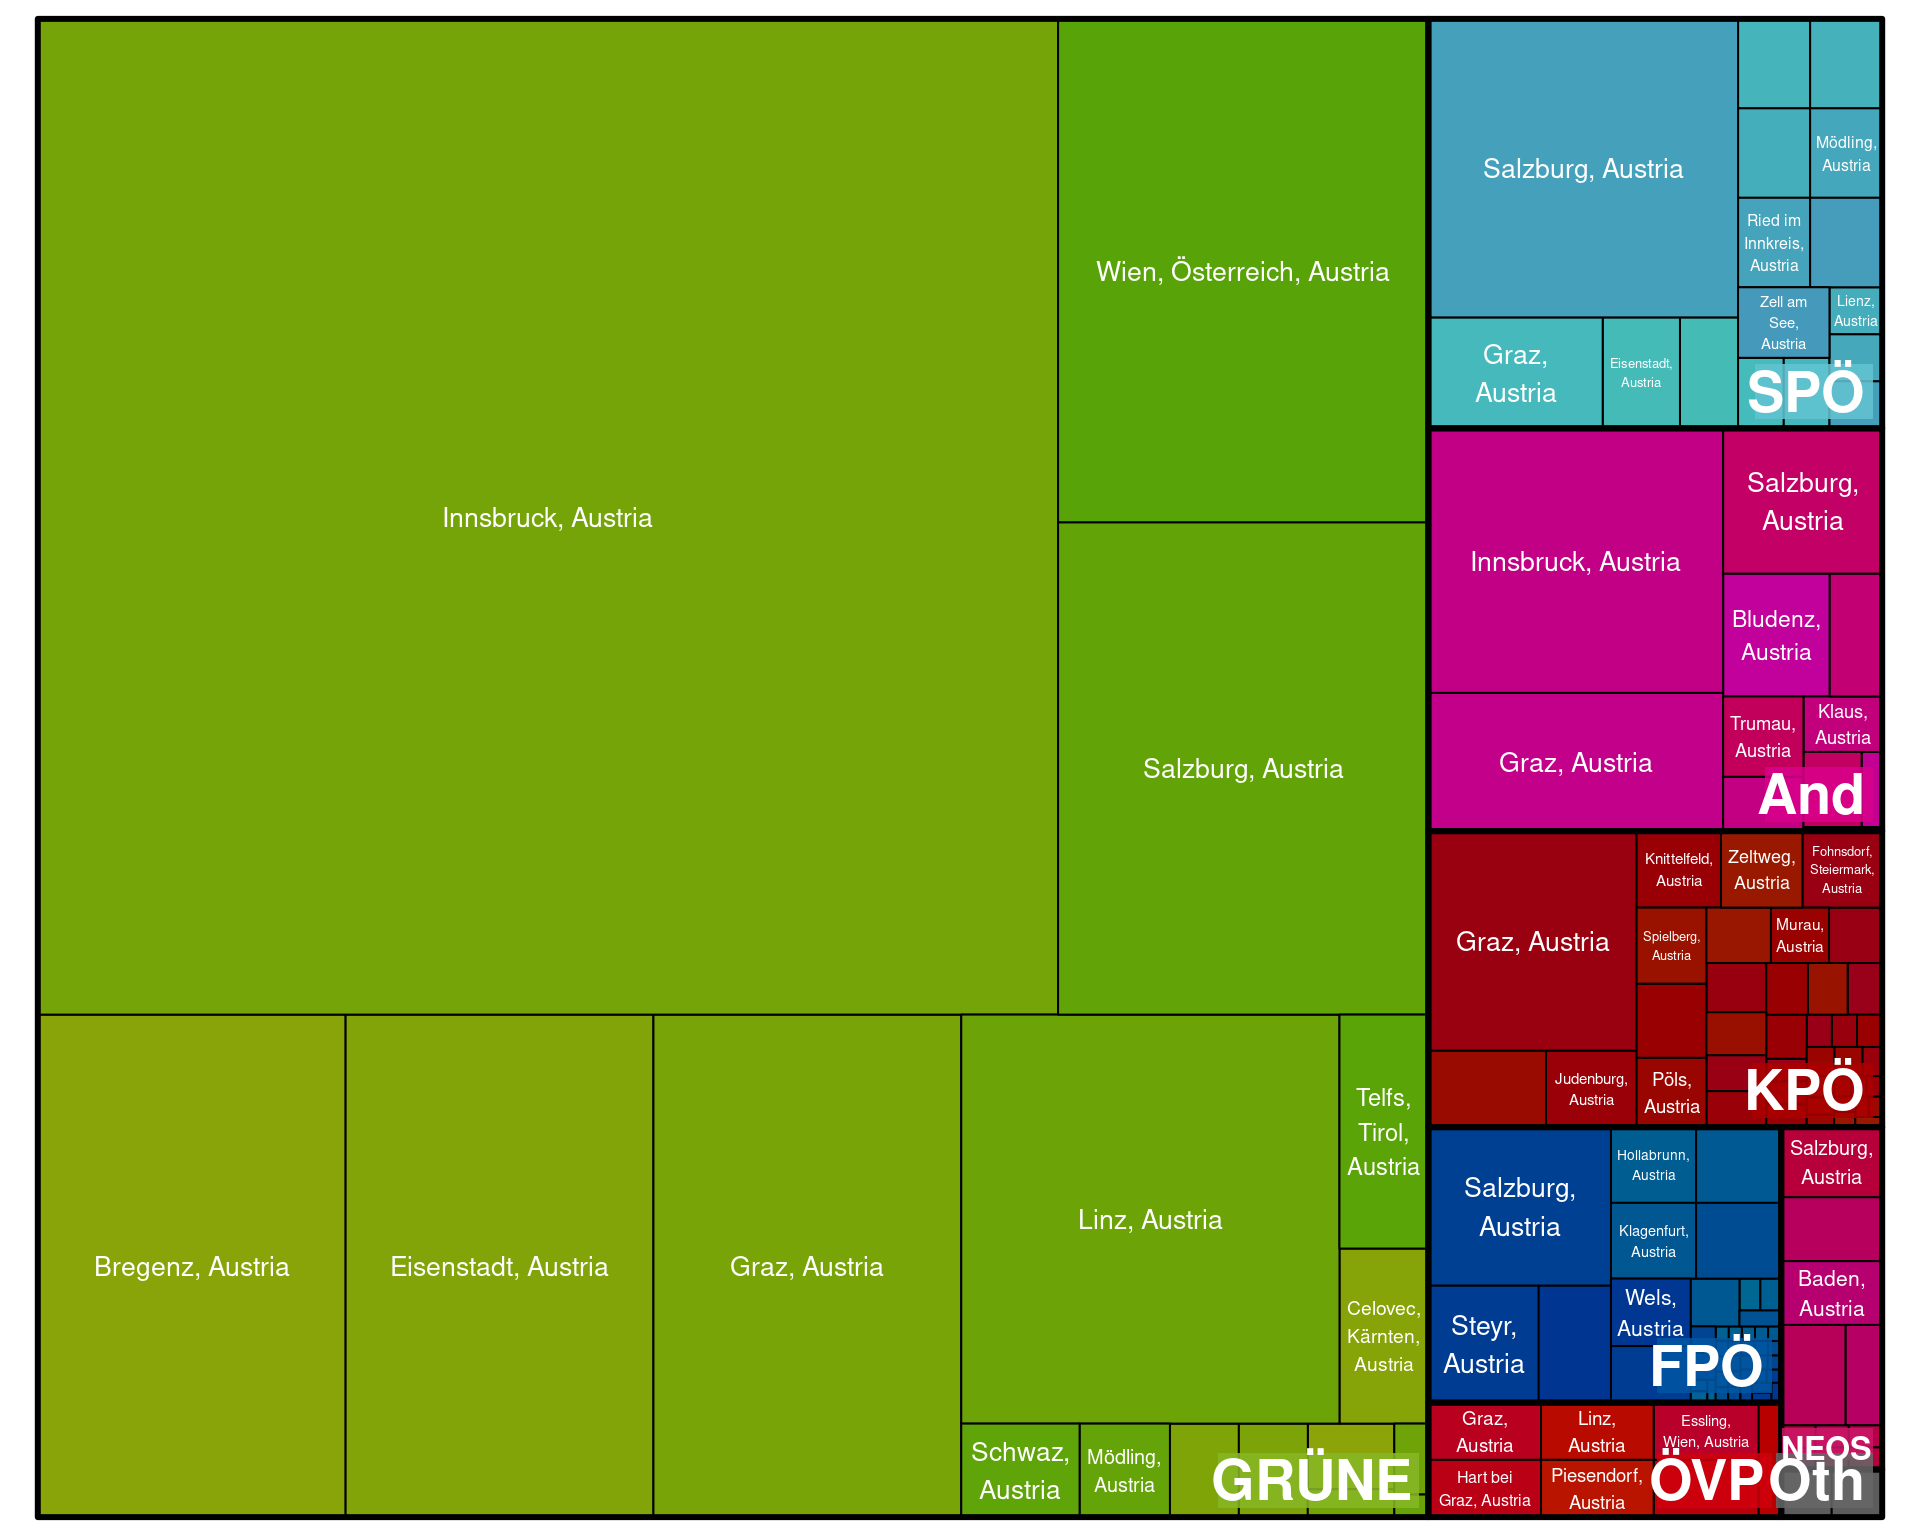 Innsbruck, Austria
Wien, Österreich, Austria
Salzburg, Austria
Bregenz, Austria
Eisenstadt, Austria
Graz, Austria
Linz, Austria
Telfs,
Tirol,
Austria
Celovec,
Kärnten,
Austria
Schwaz,
Austria
Mödling,
Austria
GRÜNE
Salzburg, Austria
Mödling,
Austria
Ried im
Innkreis,
Austria
Zell am
See,
Austria
Lienz,
Austria
Graz,
Austria
Eisenstadt,
Austria
SPÖ
Innsbruck, Austria
Salzburg,
Austria
Bludenz,
Austria
Graz, Austria
Trumau,
Austria
Klaus,
Austria
And
Graz, Austria
Knittelfeld,
Austria
Zeltweg,
Austria
Fohnsdorf,
Steiermark,
Austria
Spielberg,
Austria
Murau,
Austria
Judenburg,
Austria
Pöls,
Austria
KPÖ
Salzburg,
Austria
Hollabrunn,
Austria
Klagenfurt,
Austria
Steyr,
Austria
Wels,
Austria
FPÖ
Salzburg,
Austria
Baden,
Austria
NEOS
Graz,
Austria
Linz,
Austria
Essling,
Wien, Austria
Hart bei
Graz, Austria
Piesendorf,
Austria
ÖVP
Oth